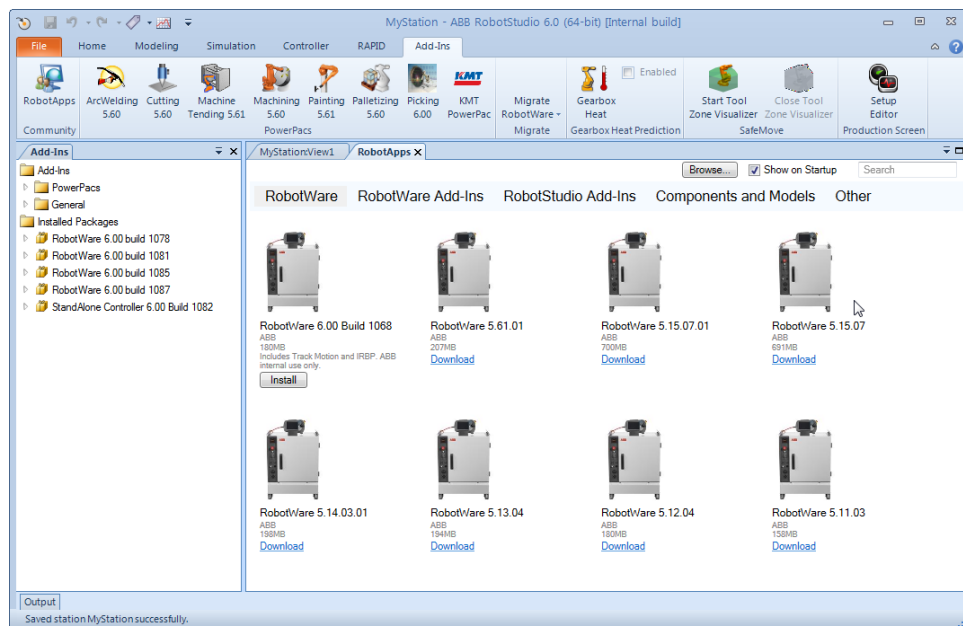 MyStation - ABB RobotStudio 6.0 (64-bit) [Internal build]
File Home Modeling Simulation Controller RAPID Add-Ins
RobotApps
ArcWelding 5.60
Cutting 5.60
Machine Tending 5.61
Machining 5.60
Painting 5.61
Palletizing 5.60
Picking 6.00
KMT
KMT PowerPac
Migrate RobotWare
Gearbox Heat
Enabled
Start Tool Zone Visualizer
Close Tool Zone Visualizer
Setup Editor
Community PowerPacs Migrate Gearbox Heat Prediction SafeMove Production Screen
Add-Ins
Add-Ins
PowerPacs
General
Installed Packages
RobotWare 6.00 build 1078
RobotWare 6.00 build 1081
RobotWare 6.00 build 1085
RobotWare 6.00 build 1087
StandAlone Controller 6.00 Build 1082
MyStation:View1 RobotApps
Browse... Show on Startup Search
RobotWare RobotWare Add-Ins RobotStudio Add-Ins Components and Models Other
RobotWare 6.00 Build 1068
ABB
180MB
Includes Track Motion and IRBP. ABB
internal use only.
Install
RobotWare 5.61.01
ABB
207MB
Download
RobotWare 5.15.07.01
ABB
700MB
Download
RobotWare 5.15.07
ABB
691MB
Download
RobotWare 5.14.03.01
ABB
198MB
Download
RobotWare 5.13.04
ABB
194MB
Download
RobotWare 5.12.04
ABB
180MB
Download
RobotWare 5.11.03
ABB
158MB
Download
Output
Saved station MyStation successfully.